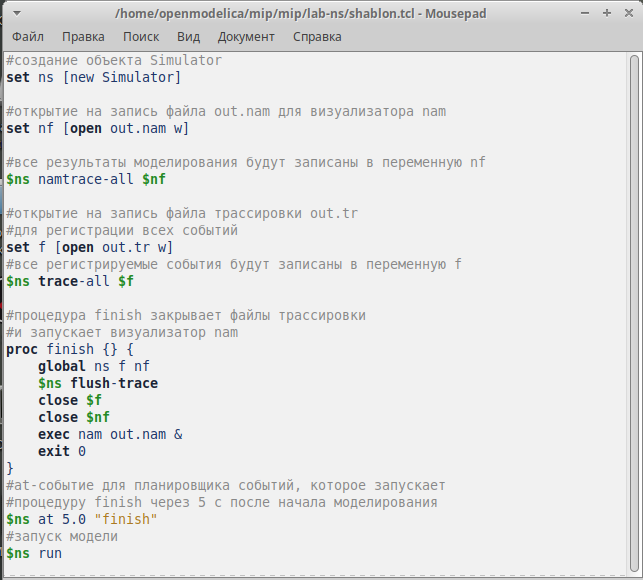 /home/openmodelica/mip/mip/lab-ns/shablon.tcl - Mousepad
Файл Правка Поиск Вид Документ Справка
#создание объекта Simulator
set ns [new Simulator]

#открытие на запись файла out.nam для визуализатора nam
set nf [open out.nam w]

#все результаты моделирования будут записаны в переменную nf
$ns namtrace-all $nf

#открытие на запись файла трассировки out.tr
#для регистрации всех событий
set f [open out.tr w]
#все регистрируемые события будут записаны в переменную f
$ns trace-all $f

#процедура finish закрывает файлы трассировки
#и запускает визуализатор nam
proc finish {} {
    global ns f nf
    $ns flush-trace
    close $f
    close $nf
    exec nam out.nam &
    exit 0
}
#at-событие для планировщика событий, которое запускает
#процедуру finish через 5 с после начала моделирования
$ns at 5.0 "finish"
#запуск модели
$ns run